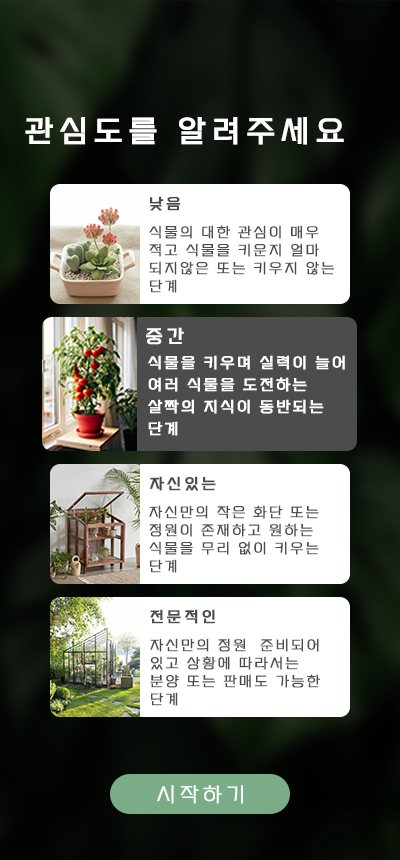 관심도를 알려주세요
낮음
식물의 대한 관심이 매우
적고 식물을 키운지 얼마
되지않은 또는 키우지 않는
단계
중간
식물을 키우며 실력이 늘어
여러 식물을 도전하는
살짝의 지식이 동반되는
단계
자신있는
자신만의 작은 화단 또는
정원이 존재하고 원하는
식물을 무리 없이 키우는
단계
전문적인
자신만의 정원  준비되어
있고 상황에 따라서는
분양 또는 판매도 가능한
단계
시작하기